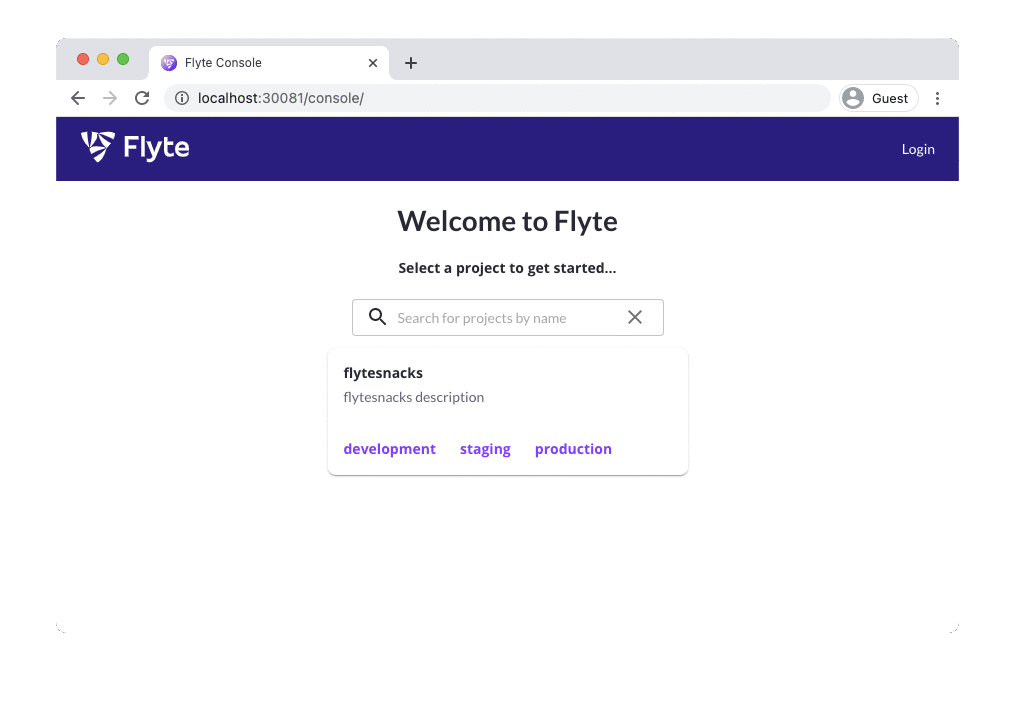 Flyte Console
localhost:30081/console/
Guest
Flyte
Login
Welcome to Flyte
Select a project to get started...
Search for projects by name
flytesnacks
flytesnacks description
development staging production